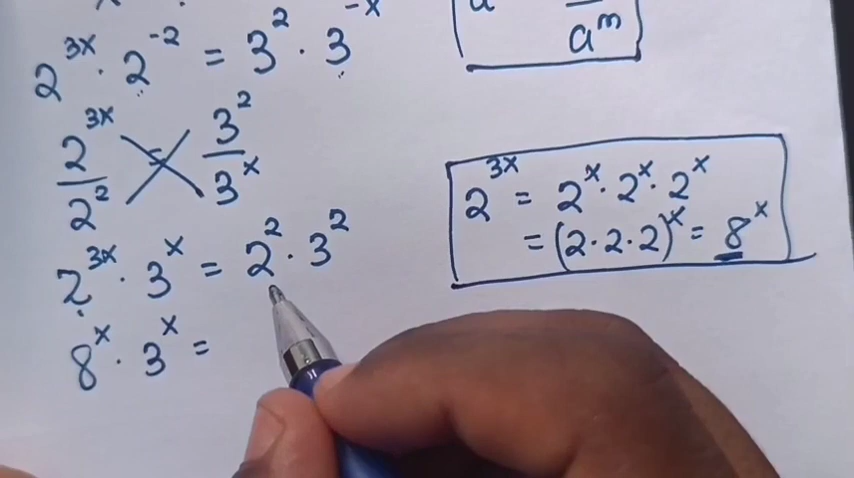 2^{3x} · 2^{-2} = 3^2 · 3^{-x}
a^m
2^{3x}/2^2 = 3^2/3^x
2^{3x} · 3^x = 2^2 · 3^2
8^x · 3^x =
2^{3x} = 2^x · 2^x · 2^x
= (2·2·2)^x = 8^x